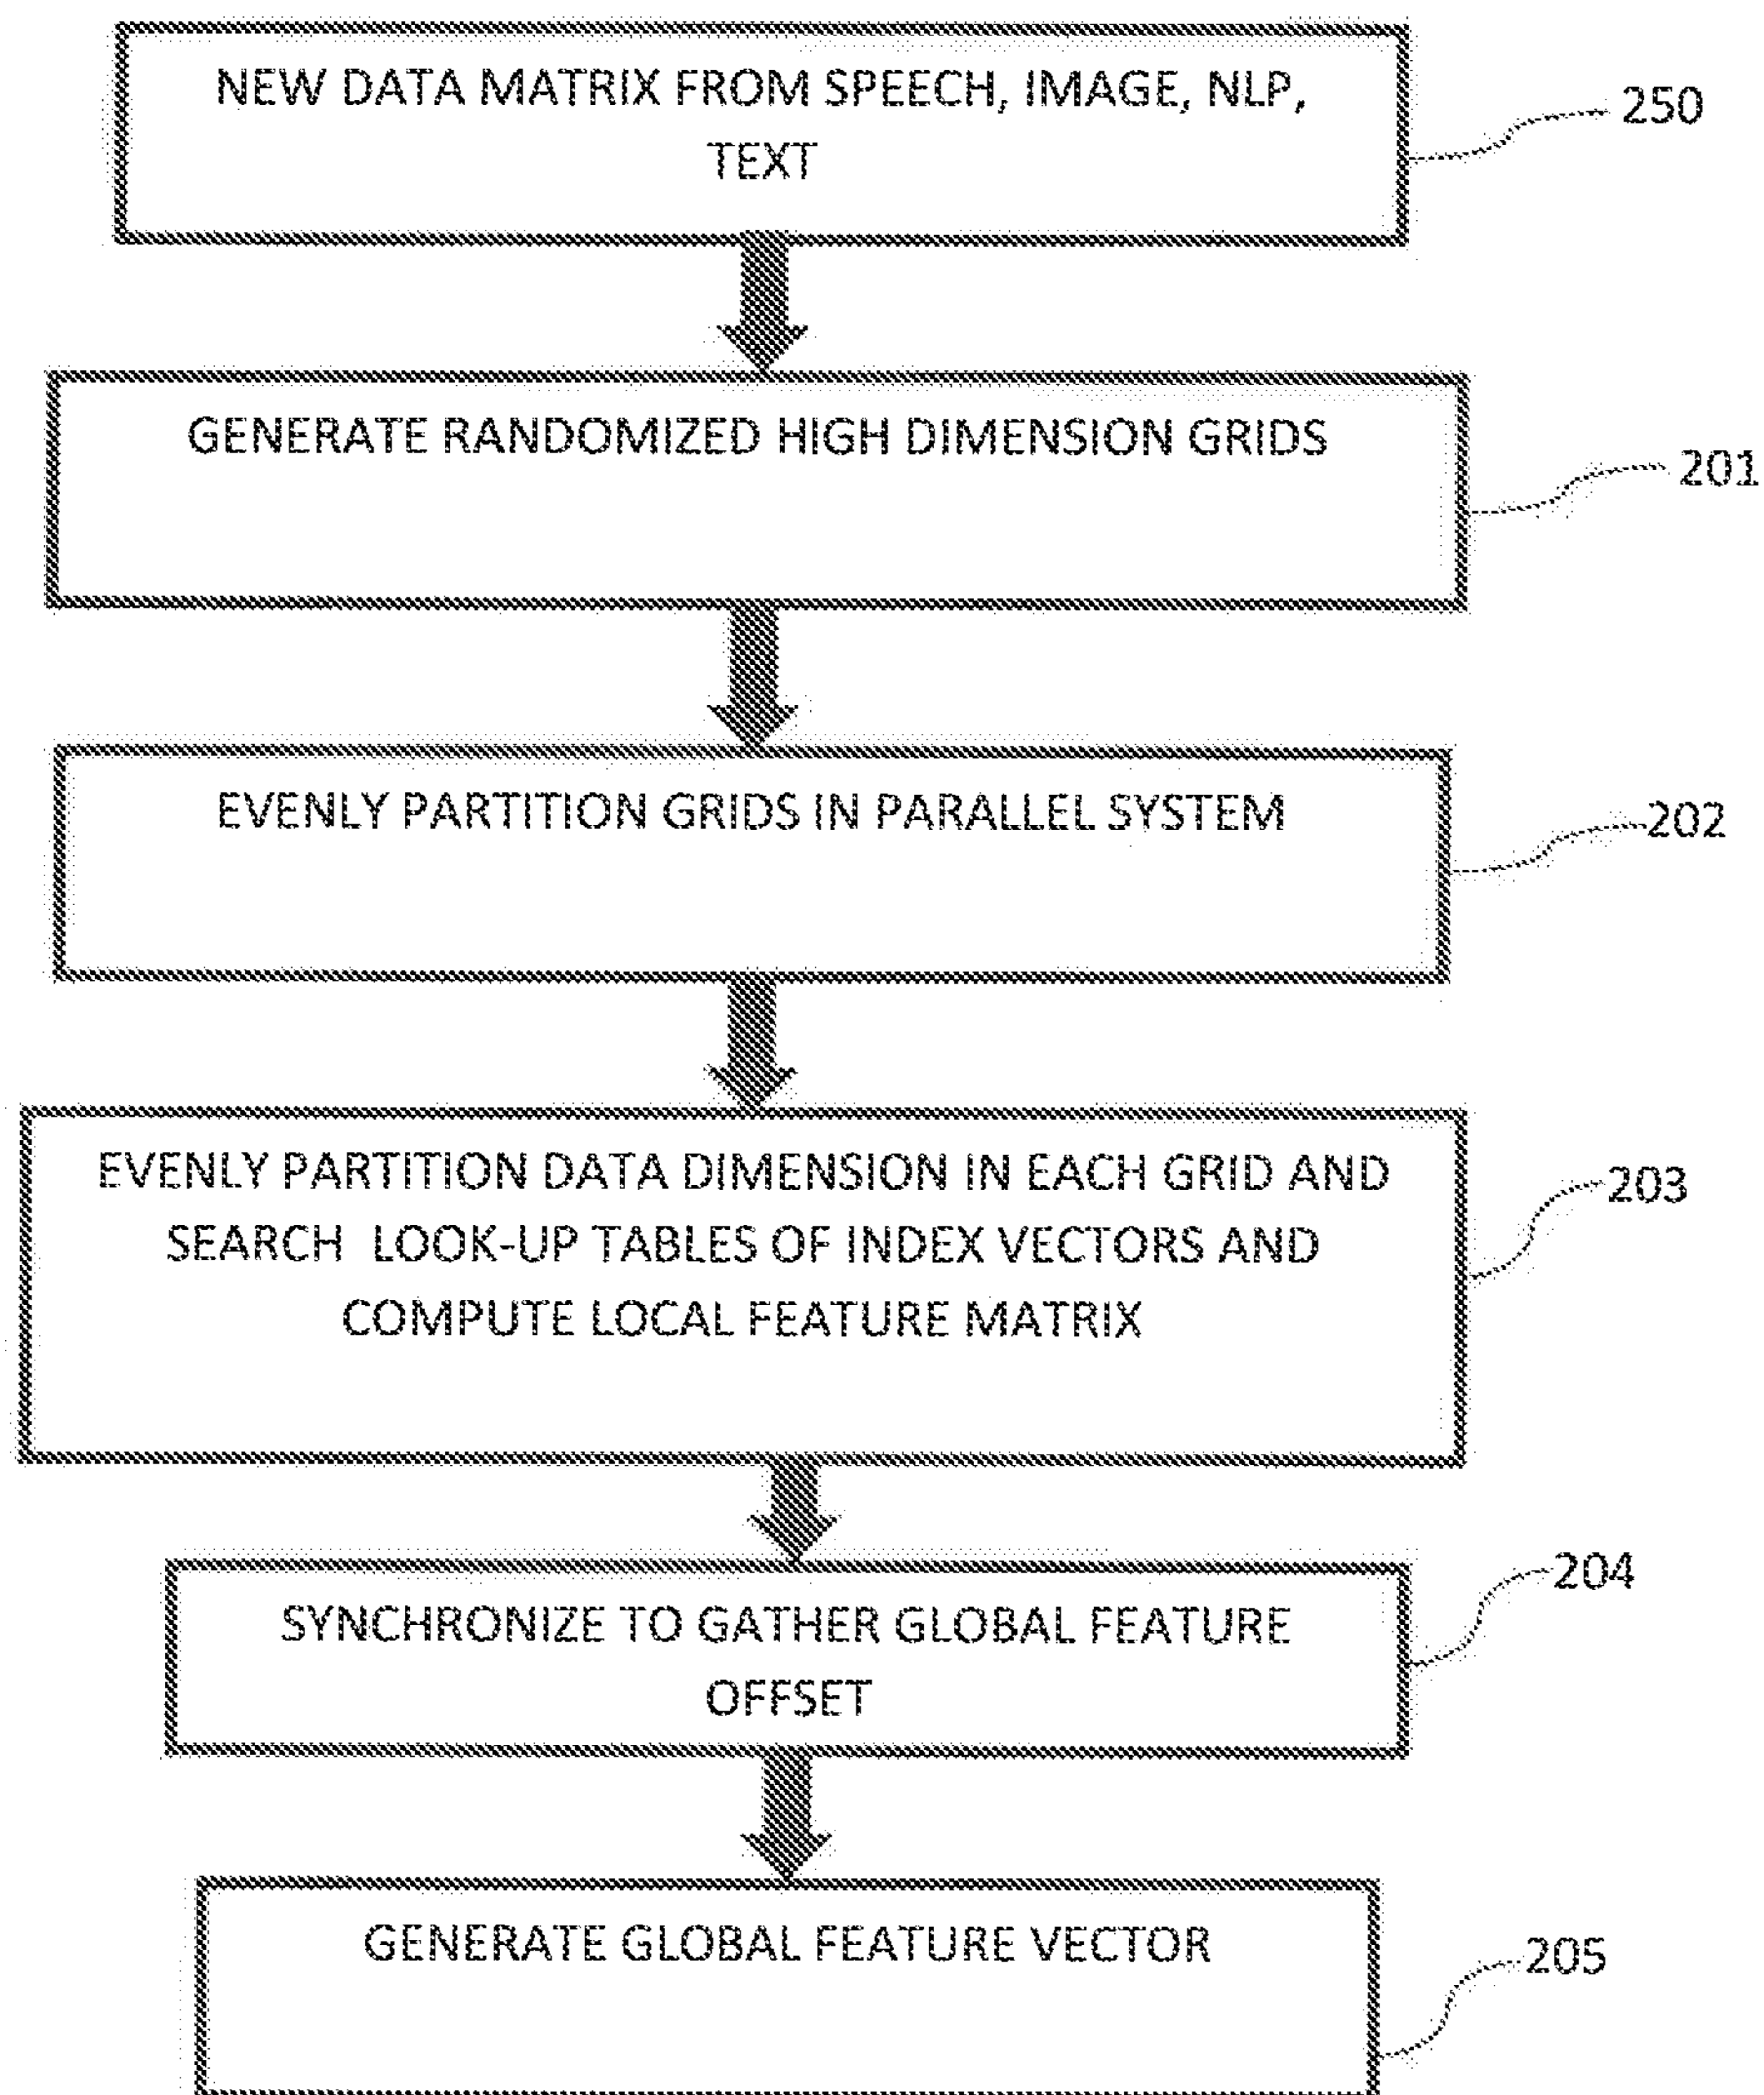 NEW DATA MATRIX FROM SPEECH, IMAGE, NLP,
TEXT
250
GENERATE RANDOMIZED HIGH DIMENSION GRIDS
201
EVENLY PARTITION GRIDS IN PARALLEL SYSTEM
202
EVENLY PARTITION DATA DIMENSION IN EACH GRID AND
SEARCH LOOK-UP TABLES OF INDEX VECTORS AND
COMPUTE LOCAL FEATURE MATRIX
203
SYNCHRONIZE TO GATHER GLOBAL FEATURE
OFFSET
204
GENERATE GLOBAL FEATURE VECTOR
205